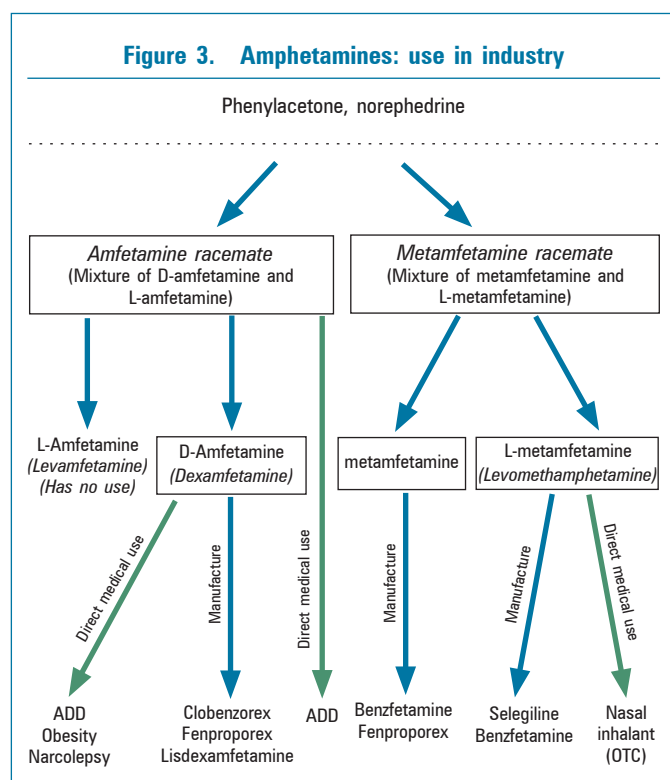 Figure 3. Amphetamines: use in industry
Phenylacetone, norephedrine
Amfetamine racemate
(Mixture of D-amfetamine and
L-amfetamine)
Metamfetamine racemate
(Mixture of metamfetamine and
L-metamfetamine)
L-Amfetamine
(Levamfetamine)
(Has no use)
D-Amfetamine
(Dexamfetamine)
metamfetamine
L-metamfetamine
(Levomethamphetamine)
Direct medical use
Manufacture
Direct medical use
Manufacture
Manufacture
Direct medical use
ADD
Obesity
Narcolepsy
Clobenzorex
Fenproporex
Lisdexamfetamine
ADD
Benzfetamine
Fenproporex
Selegiline
Benzfetamine
Nasal
inhalant
(OTC)